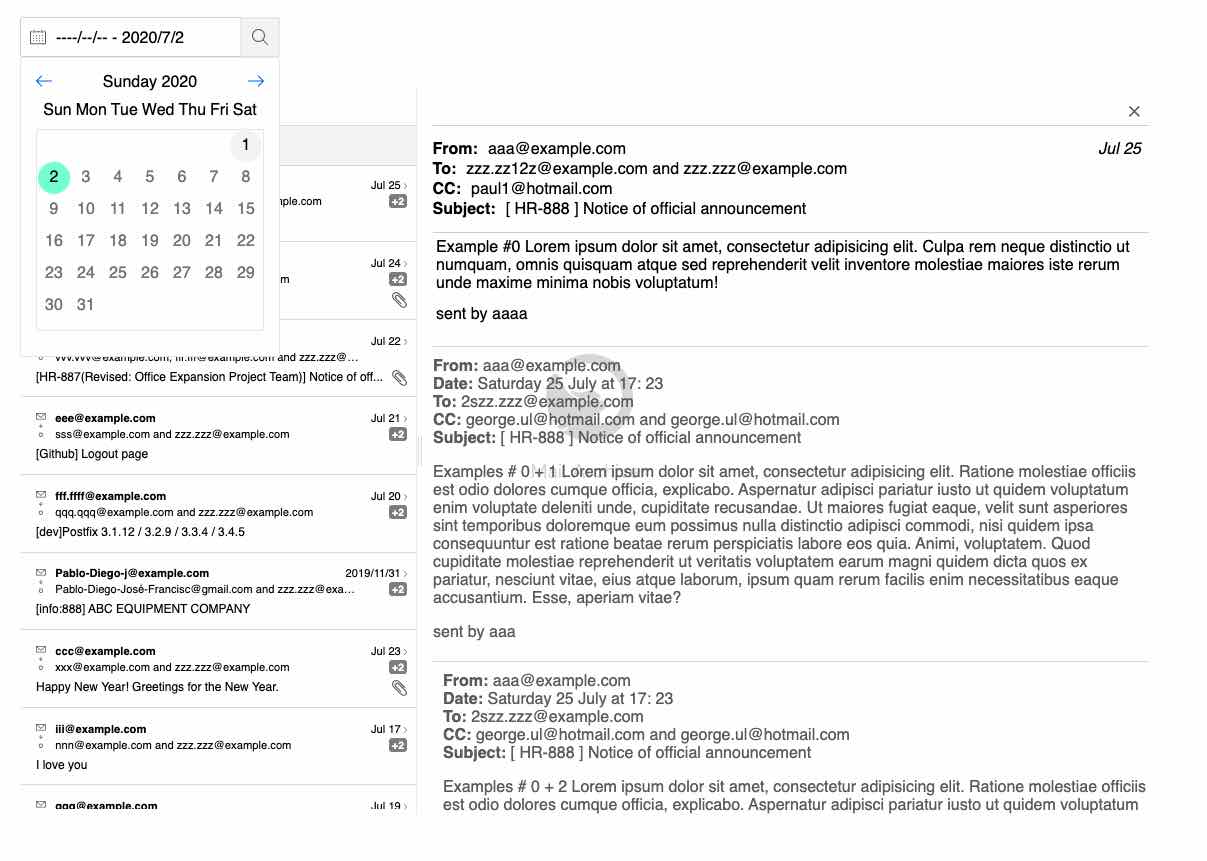 ----/--/-- - 2020/7/2
Sunday 2020
Sun Mon Tue Wed Thu Fri Sat
1
2 3 4 5 6 7 8
9 10 11 12 13 14 15
16 17 18 19 20 21 22
23 24 25 26 27 28 29
30 31
Jul 25
+2
Jul 24
+2
Jul 22
vvv.vvv@example.com, fff.fff@example.com and zzz.zzz@...
[HR-887(Revised: Office Expansion Project Team)] Notice of off...
eee@example.com Jul 21
sss@example.com and zzz.zzz@example.com +2
[Github] Logout page
fff.ffff@example.com Jul 20
qqq.qqq@example.com and zzz.zzz@example.com +2
[dev]Postfix 3.1.12 / 3.2.9 / 3.3.4 / 3.4.5
Pablo-Diego-j@example.com 2019/11/31
Pablo-Diego-José-Francisc@gmail.com and zzz.zzz@exa... +2
[info:888] ABC EQUIPMENT COMPANY
ccc@example.com Jul 23
xxx@example.com and zzz.zzz@example.com +2
Happy New Year! Greetings for the New Year.
iii@example.com Jul 17
nnn@example.com and zzz.zzz@example.com +2
I love you
ggg@example.com Jul 19
From: aaa@example.com Jul 25
To: zzz.zz12z@example.com and zzz.zzz@example.com
CC: paul1@hotmail.com
Subject: [ HR-888 ] Notice of official announcement
Example #0 Lorem ipsum dolor sit amet, consectetur adipisicing elit. Culpa rem neque distinctio ut
numquam, omnis quisquam atque sed reprehenderit velit inventore molestiae maiores iste rerum
unde maxime minima nobis voluptatum!
sent by aaaa
From: aaa@example.com
Date: Saturday 25 July at 17: 23
To: 2szz.zzz@example.com
CC: george.ul@hotmail.com and george.ul@hotmail.com
Subject: [ HR-888 ] Notice of official announcement
Examples # 0 + 1 Lorem ipsum dolor sit amet, consectetur adipisicing elit. Ratione molestiae officiis
est odio dolores cumque officia, explicabo. Aspernatur adipisci pariatur iusto ut quidem voluptatum
enim voluptate deleniti unde, cupiditate recusandae. Ut maiores fugiat eaque, velit sunt asperiores
sint temporibus doloremque eum possimus nulla distinctio adipisci commodi, nisi quidem ipsa
consequuntur est ratione beatae rerum perspiciatis labore eos quia. Animi, voluptatem. Quod
cupiditate molestiae reprehenderit ut veritatis voluptatem earum magni quidem dicta quos ex
pariatur, nesciunt vitae, eius atque laborum, ipsum quam rerum facilis enim necessitatibus eaque
accusantium. Esse, aperiam vitae?
sent by aaa
From: aaa@example.com
Date: Saturday 25 July at 17: 23
To: 2szz.zzz@example.com
CC: george.ul@hotmail.com and george.ul@hotmail.com
Subject: [ HR-888 ] Notice of official announcement
Examples # 0 + 2 Lorem ipsum dolor sit amet, consectetur adipisicing elit. Ratione molestiae officiis
est odio dolores cumque officia, explicabo. Aspernatur adipisci pariatur iusto ut quidem voluptatum